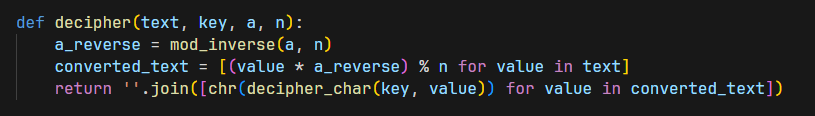 def decipher(text, key, a, n):
    a_reverse = mod_inverse(a, n)
    converted_text = [(value * a_reverse) % n for value in text]
    return ''.join([chr(decipher_char(key, value)) for value in converted_text])